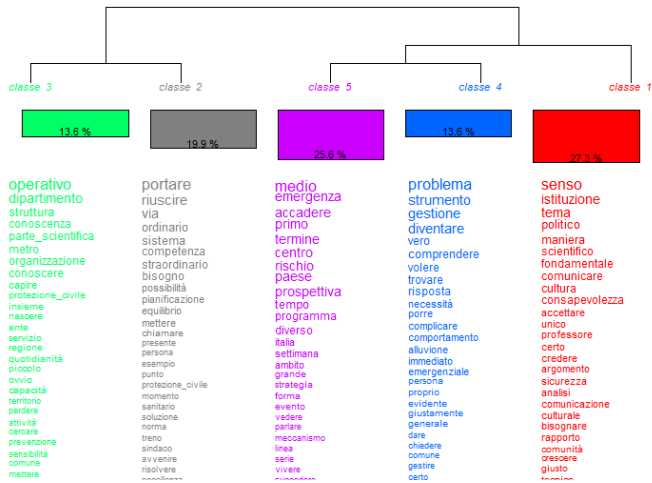 classe 3
classe 2
classe 5
classe 4
classe 1
13.6 %
19.9 %
25.6 %
13.6 %
27.3 %
operativo
dipartimento
struttura
conoscenza
parte_scientifica
metro
organizzazione
conoscere
capire
protezione_civile
insieme
nascere
ente
servizio
regione
quotidianità
piccolo
ovvio
capacità
territorio
perdere
attività
cercare
prevenzione
sensibilità
comune
mettere
portare
riuscire
via
ordinario
sistema
competenza
straordinario
bisogno
possibilità
pianificazione
equilibrio
mettere
chiamare
presente
persona
esempio
punto
protezione_civile
momento
sanitario
soluzione
norma
treno
sindaco
avvenire
risolvere
medio
emergenza
accadere
primo
termine
centro
rischio
paese
prospettiva
tempo
programma
diverso
italia
settimana
ambito
grande
strategia
forma
evento
vedere
parlare
meccanismo
linea
serie
vivere
problema
strumento
gestione
diventare
vero
comprendere
volere
trovare
risposta
necessità
porre
complicare
comportamento
alluvione
immediato
emergenziale
persona
proprio
evidente
giustamente
generale
dare
chiedere
comune
gestire
certo
senso
istituzione
tema
politico
maniera
scientifico
fondamentale
comunicare
cultura
consapevolezza
accettare
unico
professore
certo
credere
argomento
sicurezza
analisi
comunicazione
culturale
bisognare
rapporto
comunità
crescere
giusto